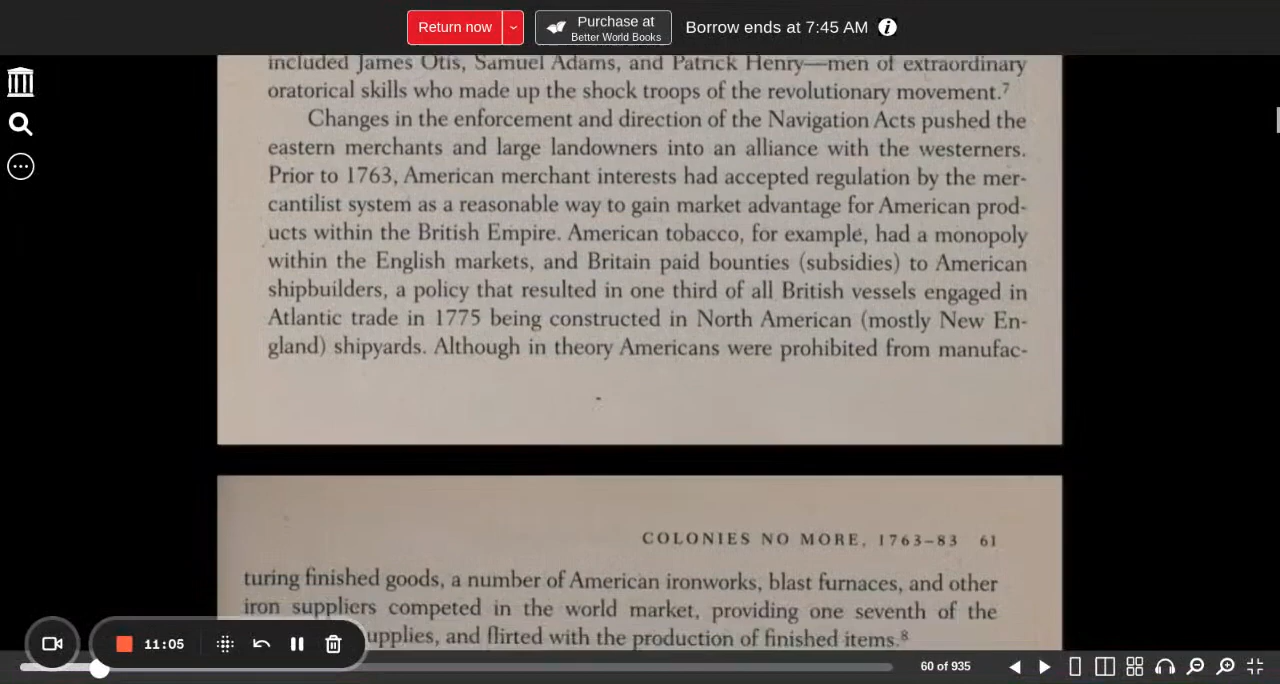 Return now
Purchase at
Better World Books
Borrow ends at 7:45 AM
included James Otis, Samuel Adams, and Patrick Henry—men of extraordinary
oratorical skills who made up the shock troops of the revolutionary movement.7
Changes in the enforcement and direction of the Navigation Acts pushed the
eastern merchants and large landowners into an alliance with the westerners.
Prior to 1763, American merchant interests had accepted regulation by the mer-
cantilist system as a reasonable way to gain market advantage for American prod-
ucts within the British Empire. American tobacco, for example, had a monopoly
within the English markets, and Britain paid bounties (subsidies) to American
shipbuilders, a policy that resulted in one third of all British vessels engaged in
Atlantic trade in 1775 being constructed in North American (mostly New En-
gland) shipyards. Although in theory Americans were prohibited from manufac-
COLONIES NO MORE, 1763–83 61
turing finished goods, a number of American ironworks, blast furnaces, and other
iron suppliers competed in the world market, providing one seventh of the
upplies, and flirted with the production of finished items.8
11:05
60 of 935